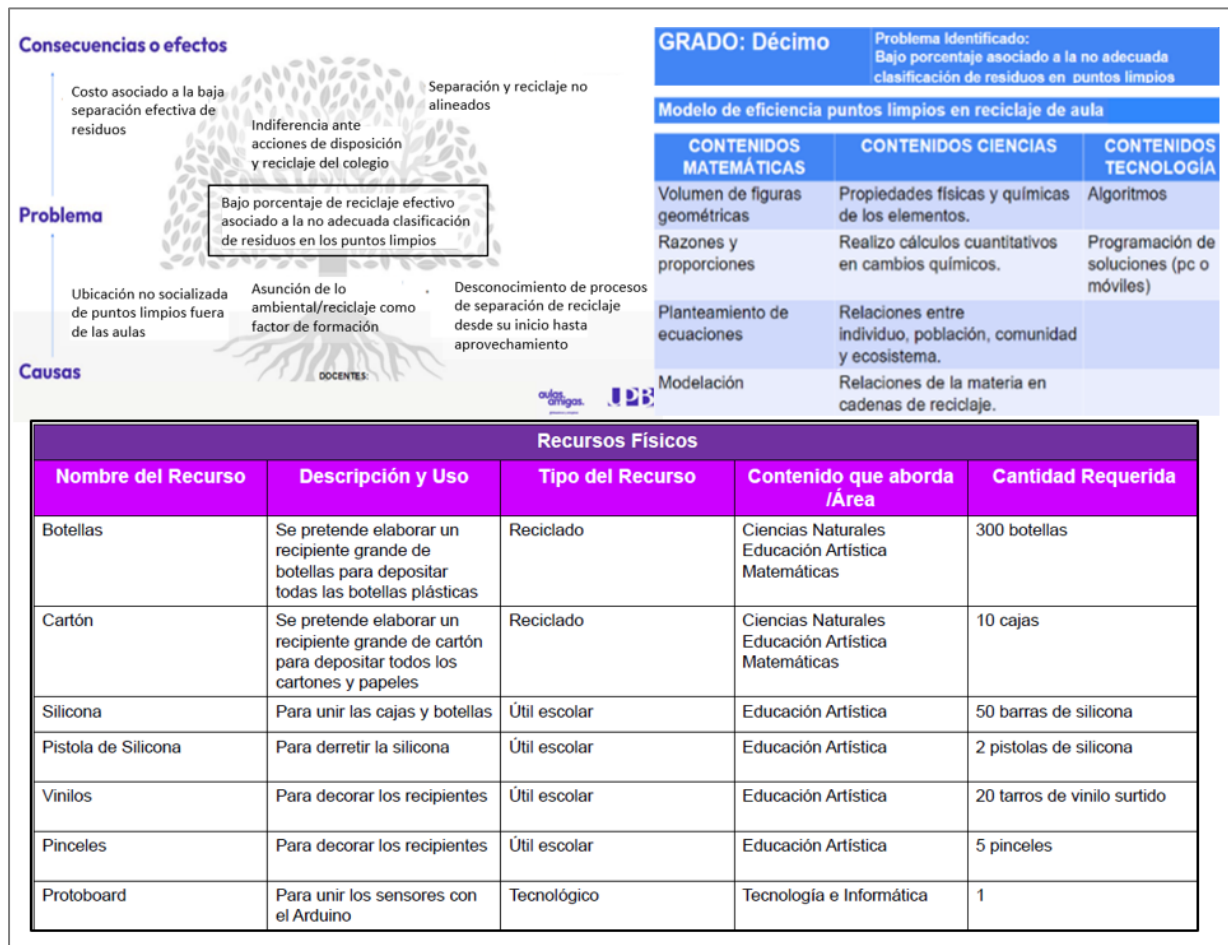 Consecuencias o efectos
Costo asociado a la baja
separación efectiva de
residuos
Indiferencia ante
acciones de disposición
y reciclaje del colegio
Separación y reciclaje no
alineados
Problema
Bajo porcentaje de reciclaje efectivo
asociado a la no adecuada clasificación
de residuos en los puntos limpios
Ubicación no socializada
de puntos limpios fuera
de las aulas
Asunción de lo
ambiental/reciclaje como
factor de formación
Desconocimiento de procesos
de separación de reciclaje
desde su inicio hasta
aprovechamiento
Causas
DOCENTES:
aulas
amigas.
UPB
GRADO: Décimo
Problema Identificado:
Bajo porcentaje asociado a la no adecuada
clasificación de residuos en puntos limpios
Modelo de eficiencia puntos limpios en reciclaje de aula
CONTENIDOS
MATEMÁTICAS
CONTENIDOS CIENCIAS
CONTENIDOS
TECNOLOGÍA
Volumen de figuras
geométricas
Propiedades físicas y químicas
de los elementos.
Algoritmos
Razones y
proporciones
Realizo cálculos cuantitativos
en cambios químicos.
Programación de
soluciones (pc o
móviles)
Planteamiento de
ecuaciones
Relaciones entre
individuo, población, comunidad
y ecosistema.
Modelación
Relaciones de la materia en
cadenas de reciclaje.
Recursos Físicos
Nombre del Recurso
Descripción y Uso
Tipo del Recurso
Contenido que aborda
/Área
Cantidad Requerida
Botellas
Se pretende elaborar un
recipiente grande de
botellas para depositar
todas las botellas plásticas
Reciclado
Ciencias Naturales
Educación Artística
Matemáticas
300 botellas
Cartón
Se pretende elaborar un
recipiente grande de cartón
para depositar todos los
cartones y papeles
Reciclado
Ciencias Naturales
Educación Artística
Matemáticas
10 cajas
Silicona
Para unir las cajas y botellas
Útil escolar
Educación Artística
50 barras de silicona
Pistola de Silicona
Para derretir la silicona
Útil escolar
Educación Artística
2 pistolas de silicona
Vinilos
Para decorar los recipientes
Útil escolar
Educación Artística
20 tarros de vinilo surtido
Pinceles
Para decorar los recipientes
Útil escolar
Educación Artística
5 pinceles
Protoboard
Para unir los sensores con
el Arduino
Tecnológico
Tecnología e Informática
1